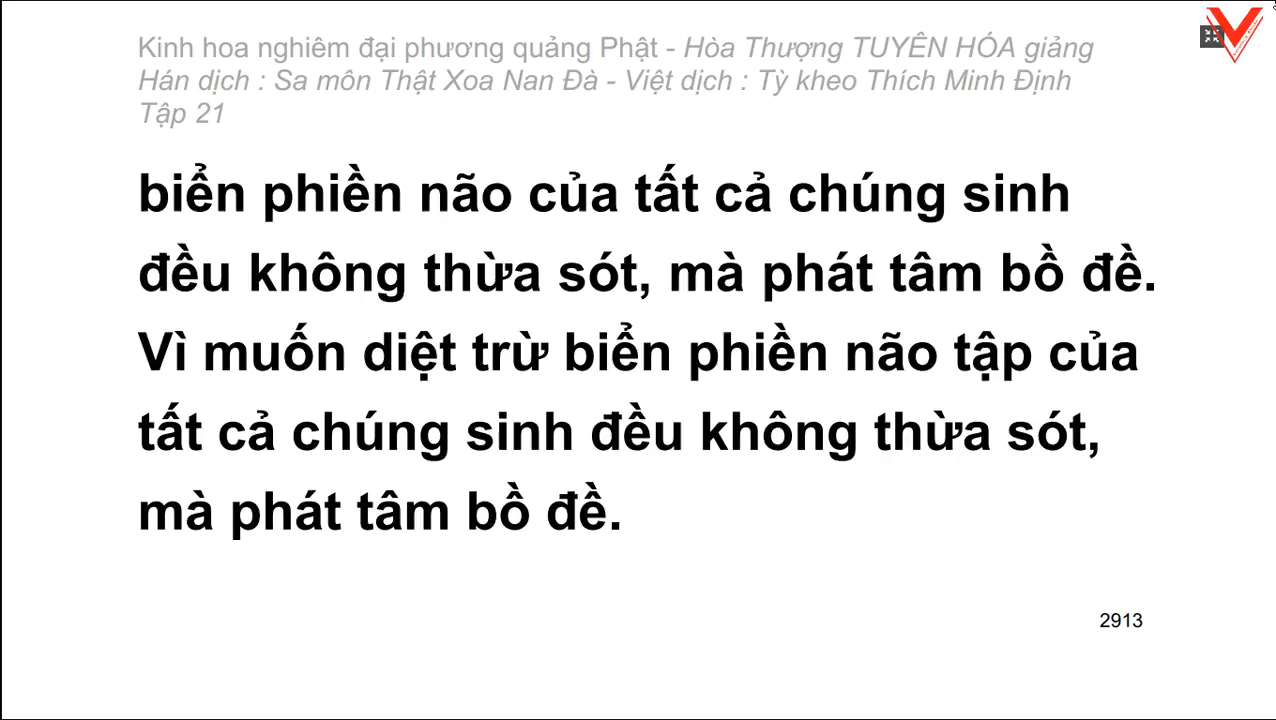 Kinh hoa nghiêm đại phương quảng Phật - Hòa Thượng TUYÊN HÓA giảng
Hán dịch : Sa môn Thật Xoa Nan Đà - Việt dịch : Tỳ kheo Thích Minh Định
Tập 21
biển phiền não của tất cả chúng sinh
đều không thừa sót, mà phát tâm bồ đề.
Vì muốn diệt trừ biển phiền não tập của
tất cả chúng sinh đều không thừa sót,
mà phát tâm bồ đề.
2913